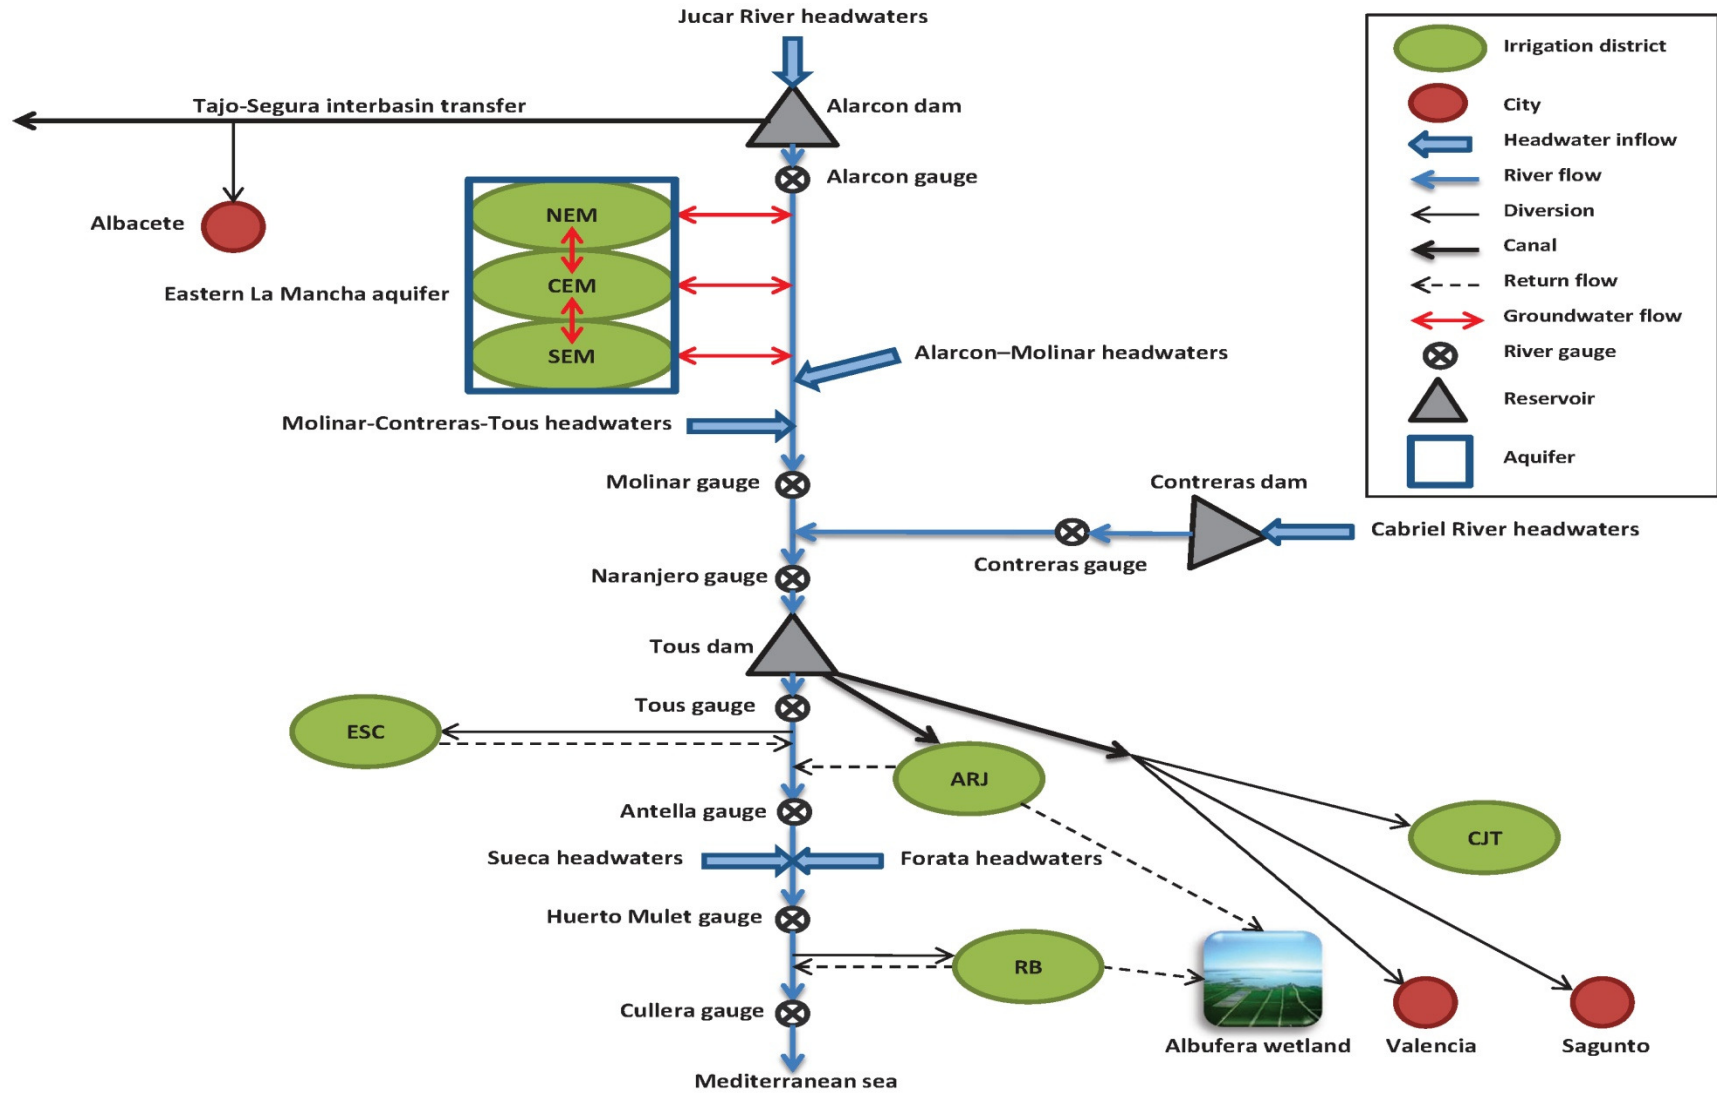 Jucar River headwaters
Tajo-Segura interbasin transfer
Alarcon dam
Alarcon gauge
Albacete
NEM
CEM
SEM
Eastern La Mancha aquifer
Alarcon–Molinar headwaters
Molinar-Contreras-Tous headwaters
Molinar gauge
Contreras dam
Cabriel River headwaters
Contreras gauge
Naranjero gauge
Tous dam
Tous gauge
ESC
ARJ
Antella gauge
CJT
Sueca headwaters
Forata headwaters
Huerto Mulet gauge
RB
Cullera gauge
Albufera wetland
Valencia
Sagunto
Mediterranean sea
Irrigation district
City
Headwater inflow
River flow
Diversion
Canal
Return flow
Groundwater flow
River gauge
Reservoir
Aquifer